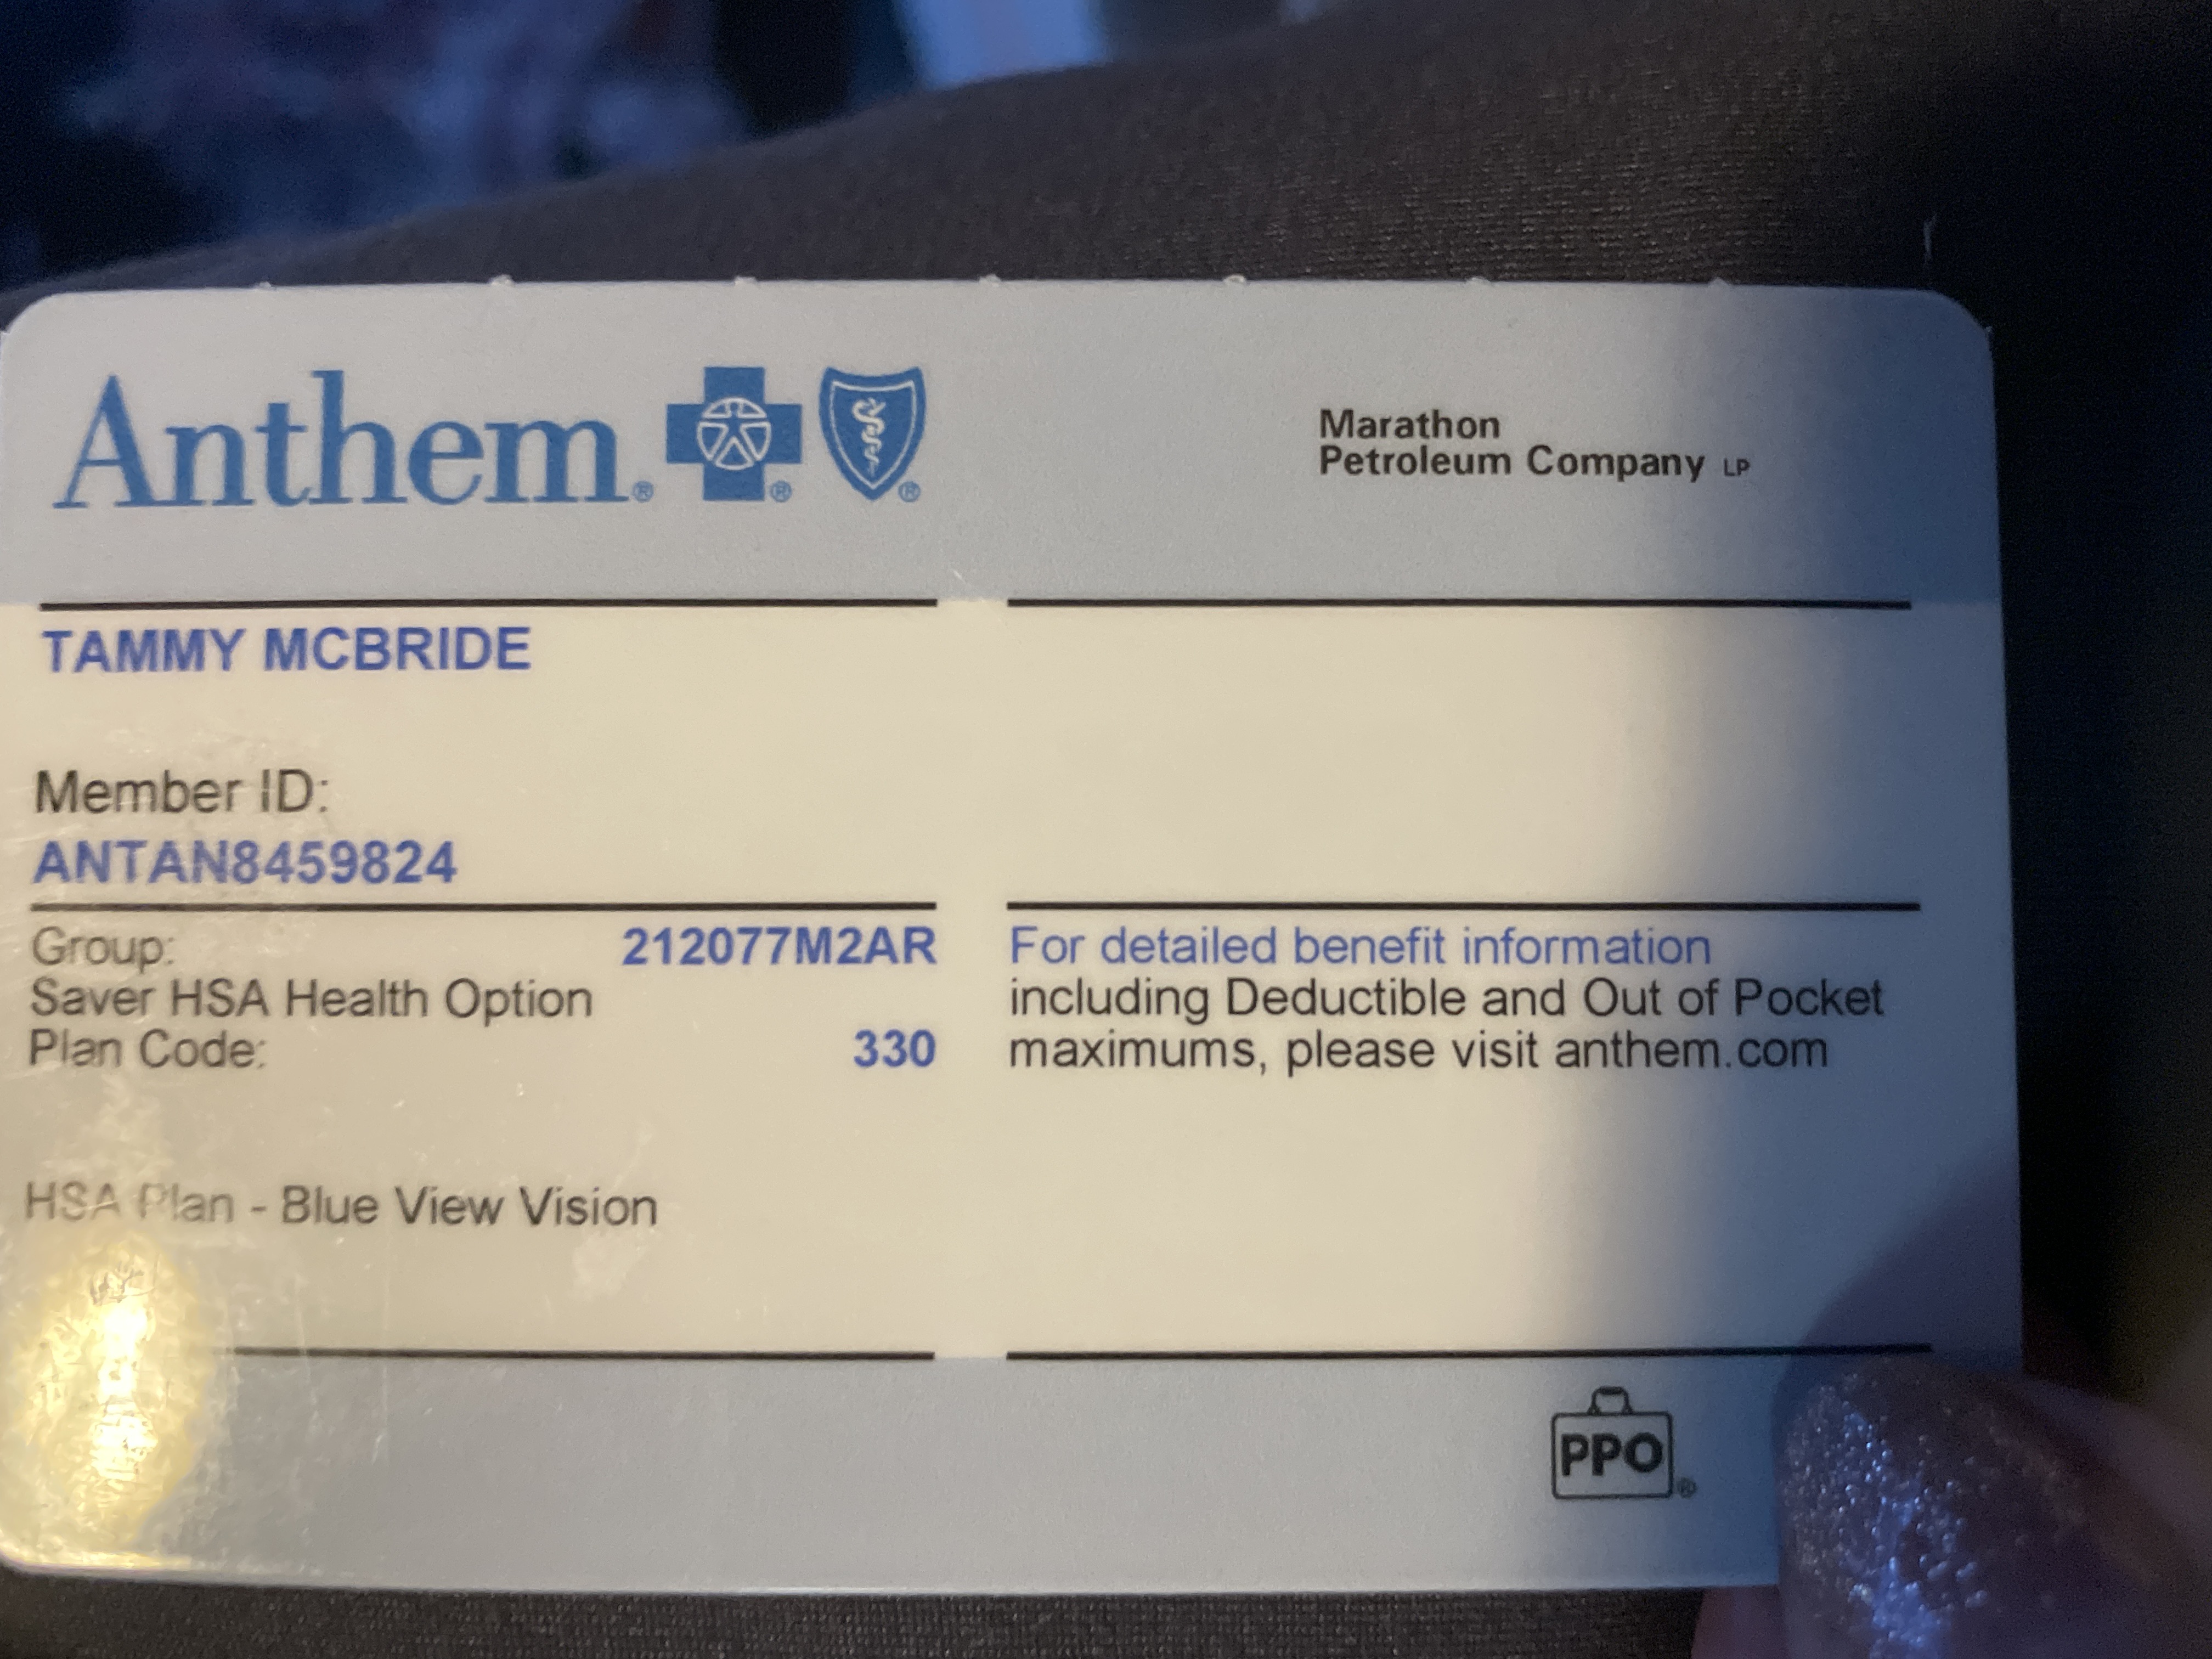 Anthem.® ® ®
Marathon
Petroleum Company LP
TAMMY MCBRIDE
Member ID:
ANTAN8459824
Group: 212077M2AR
Saver HSA Health Option
Plan Code: 330
HSA Plan - Blue View Vision
For detailed benefit information
including Deductible and Out of Pocket
maximums, please visit anthem.com
PPO®